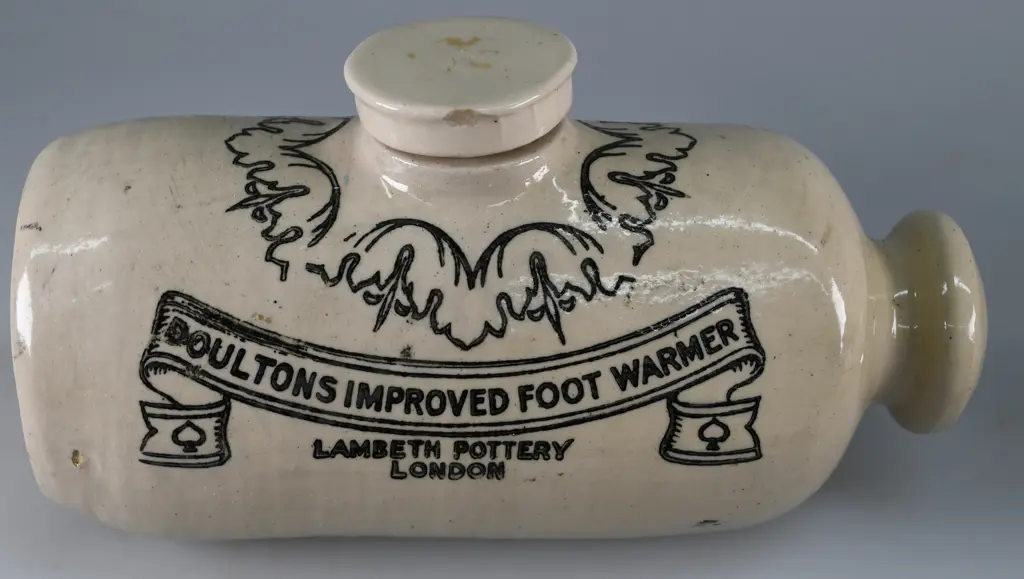 DOULTONS IMPROVED FOOT WARMER
LAMBETH POTTERY
LONDON